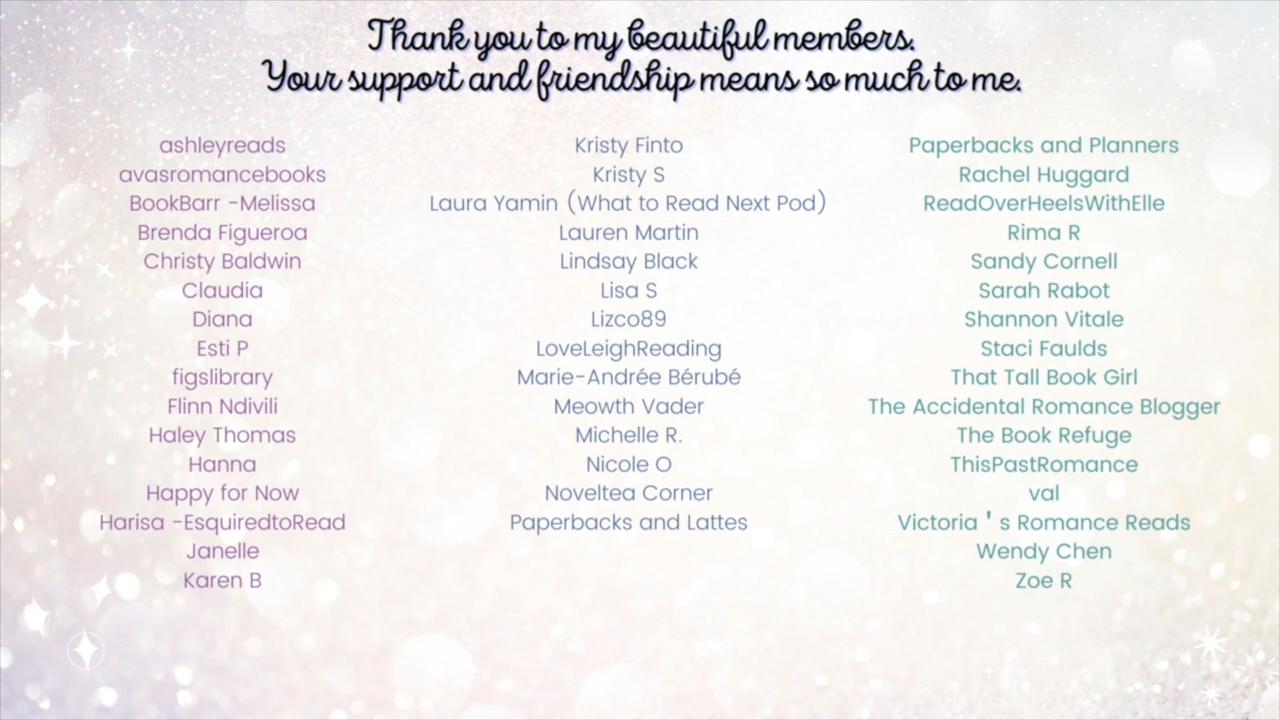 Thank you to my beautiful members.
Your support and friendship means so much to me.
ashleyreads
avasromancebooks
BookBarr -Melissa
Brenda Figueroa
Christy Baldwin
Claudia
Diana
Esti P
figslibrary
Flinn Ndivili
Haley Thomas
Hanna
Happy for Now
Harisa -EsquiredtoRead
Janelle
Karen B
Kristy Finto
Kristy S
Laura Yamin (What to Read Next Pod)
Lauren Martin
Lindsay Black
Lisa S
Lizco89
LoveLeighReading
Marie-Andrée Bérubé
Meowth Vader
Michelle R.
Nicole O
Noveltea Corner
Paperbacks and Lattes
Paperbacks and Planners
Rachel Huggard
ReadOverHeelsWithElle
Rima R
Sandy Cornell
Sarah Rabot
Shannon Vitale
Staci Faulds
That Tall Book Girl
The Accidental Romance Blogger
The Book Refuge
ThisPastRomance
val
Victoria ' s Romance Reads
Wendy Chen
Zoe R